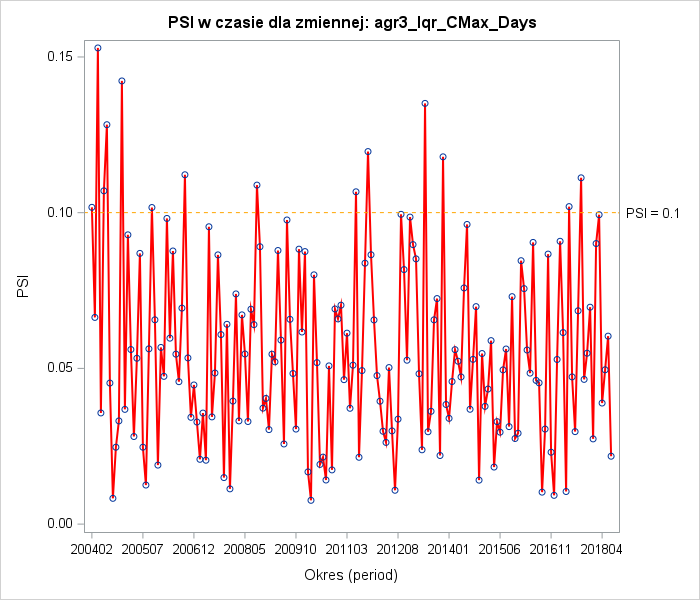 PSI w czasie dla zmiennej: agr3_Iqr_CMax_Days
0.15
0.10
PSI = 0.1
PSI
0.05
0.00
200402 200507 200612 200805 200910 201103 201208 201401 201506 201611 201804
Okres (period)